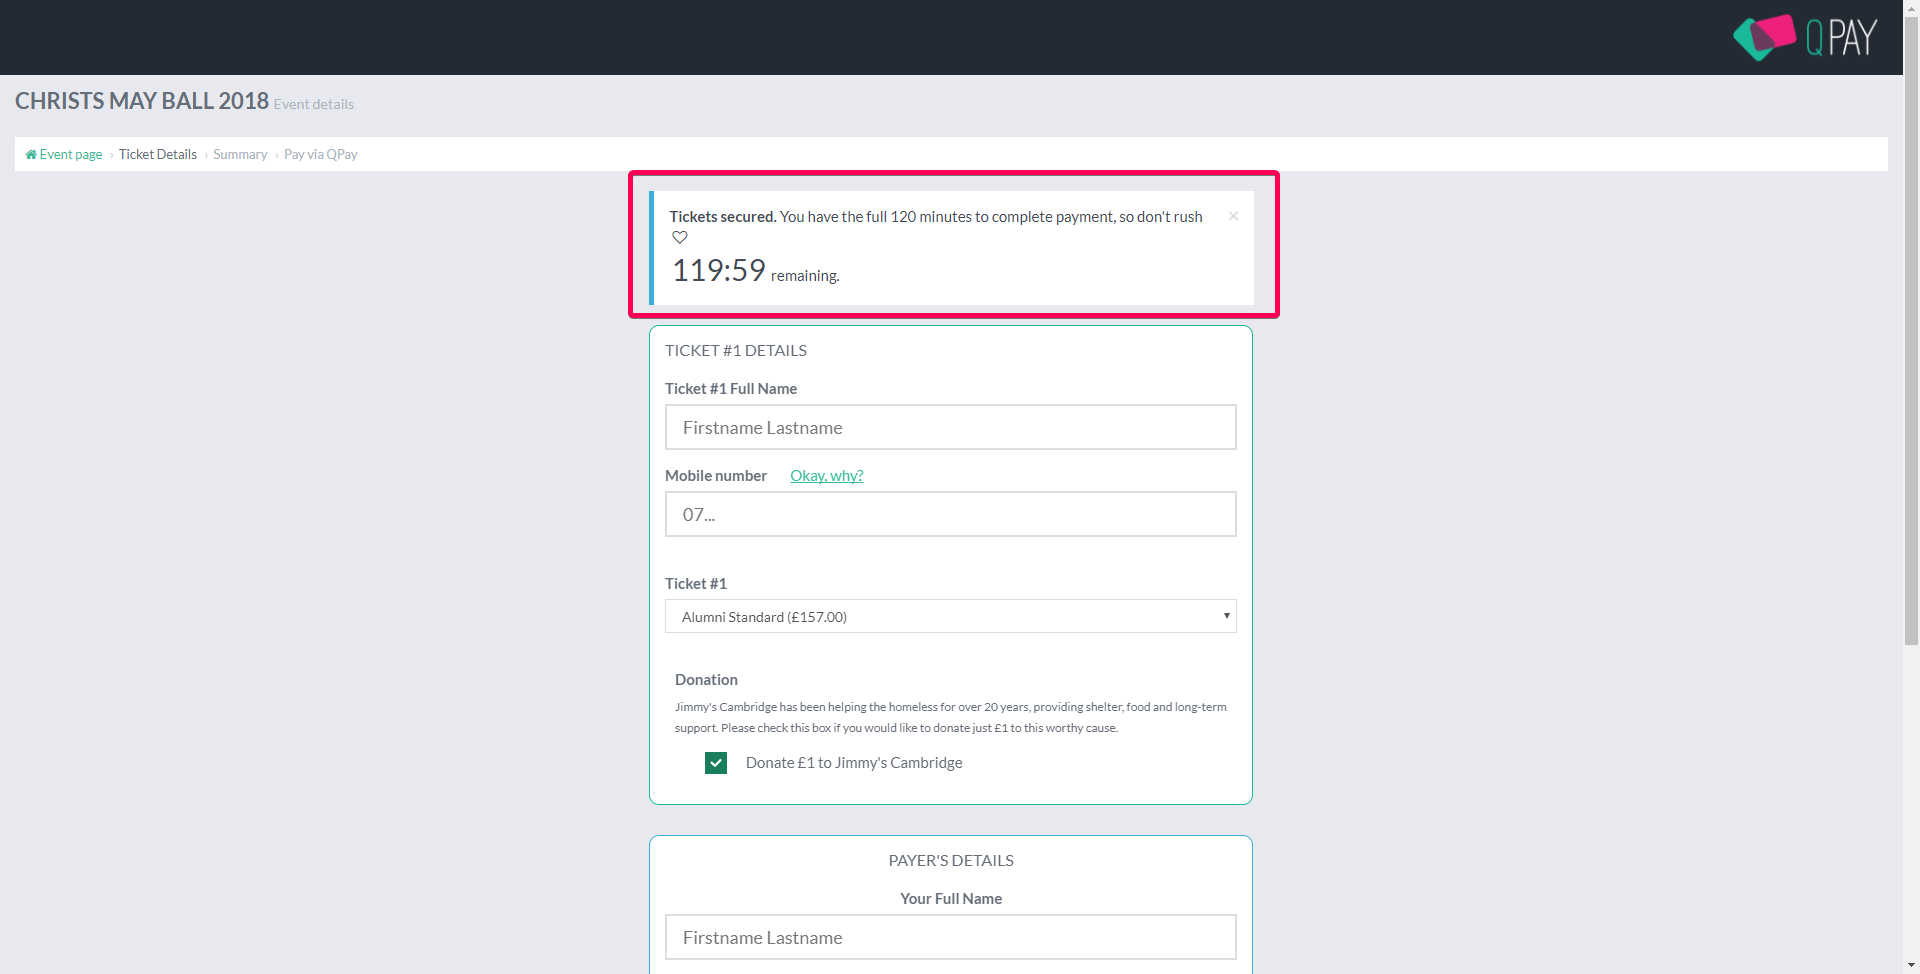 QPAY
CHRISTS MAY BALL 2018 Event details
Event page › Ticket Details › Summary › Pay via QPay
Tickets secured. You have the full 120 minutes to complete payment, so don't rush
♡
119:59 remaining.
×
TICKET #1 DETAILS
Ticket #1 Full Name
Firstname Lastname
Mobile number Okay, why?
07...
Ticket #1
Alumni Standard (£157.00)
Donation
Jimmy's Cambridge has been helping the homeless for over 20 years, providing shelter, food and long-term
support. Please check this box if you would like to donate just £1 to this worthy cause.
Donate £1 to Jimmy's Cambridge
PAYER'S DETAILS
Your Full Name
Firstname Lastname